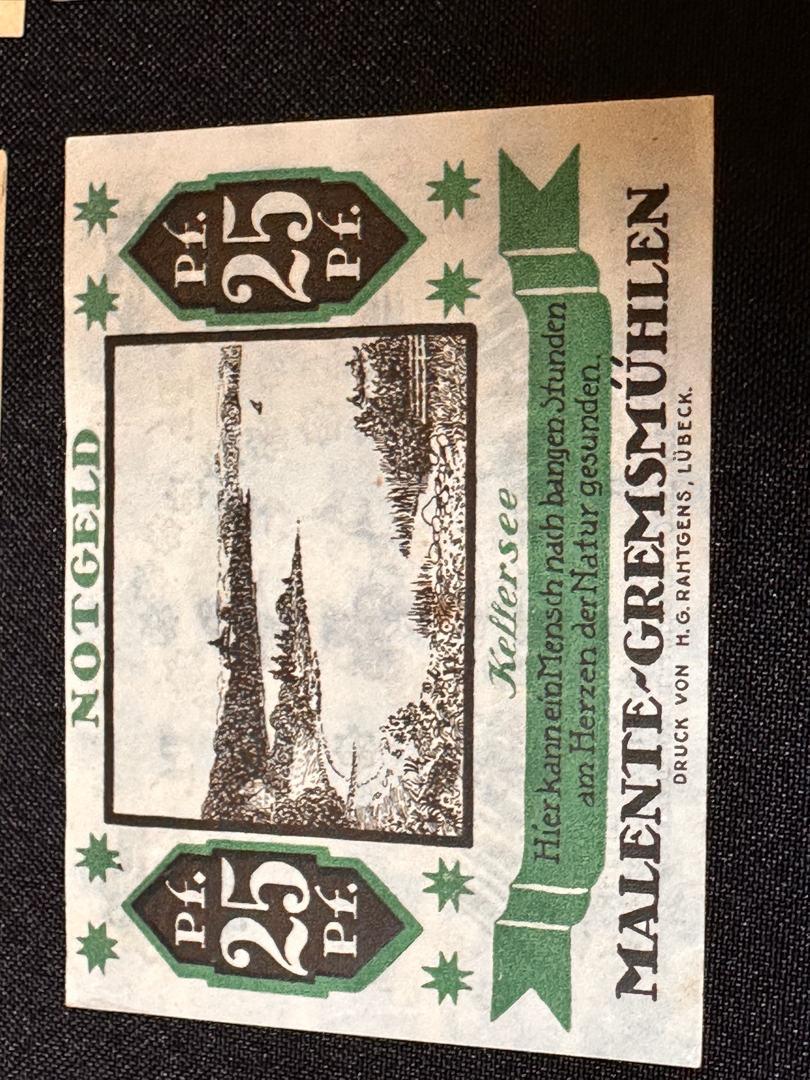 NOTGELD
Pf.
25
Pf.
Pf.
25
Pf.
Kellersee
Hier kann ein Mensch nach bangen Stunden
am Herzen der Natur gesunden.
MALENTE-GREMSMÜHLEN
DRUCK VON H. G. RAHTGENS, LÜBECK.